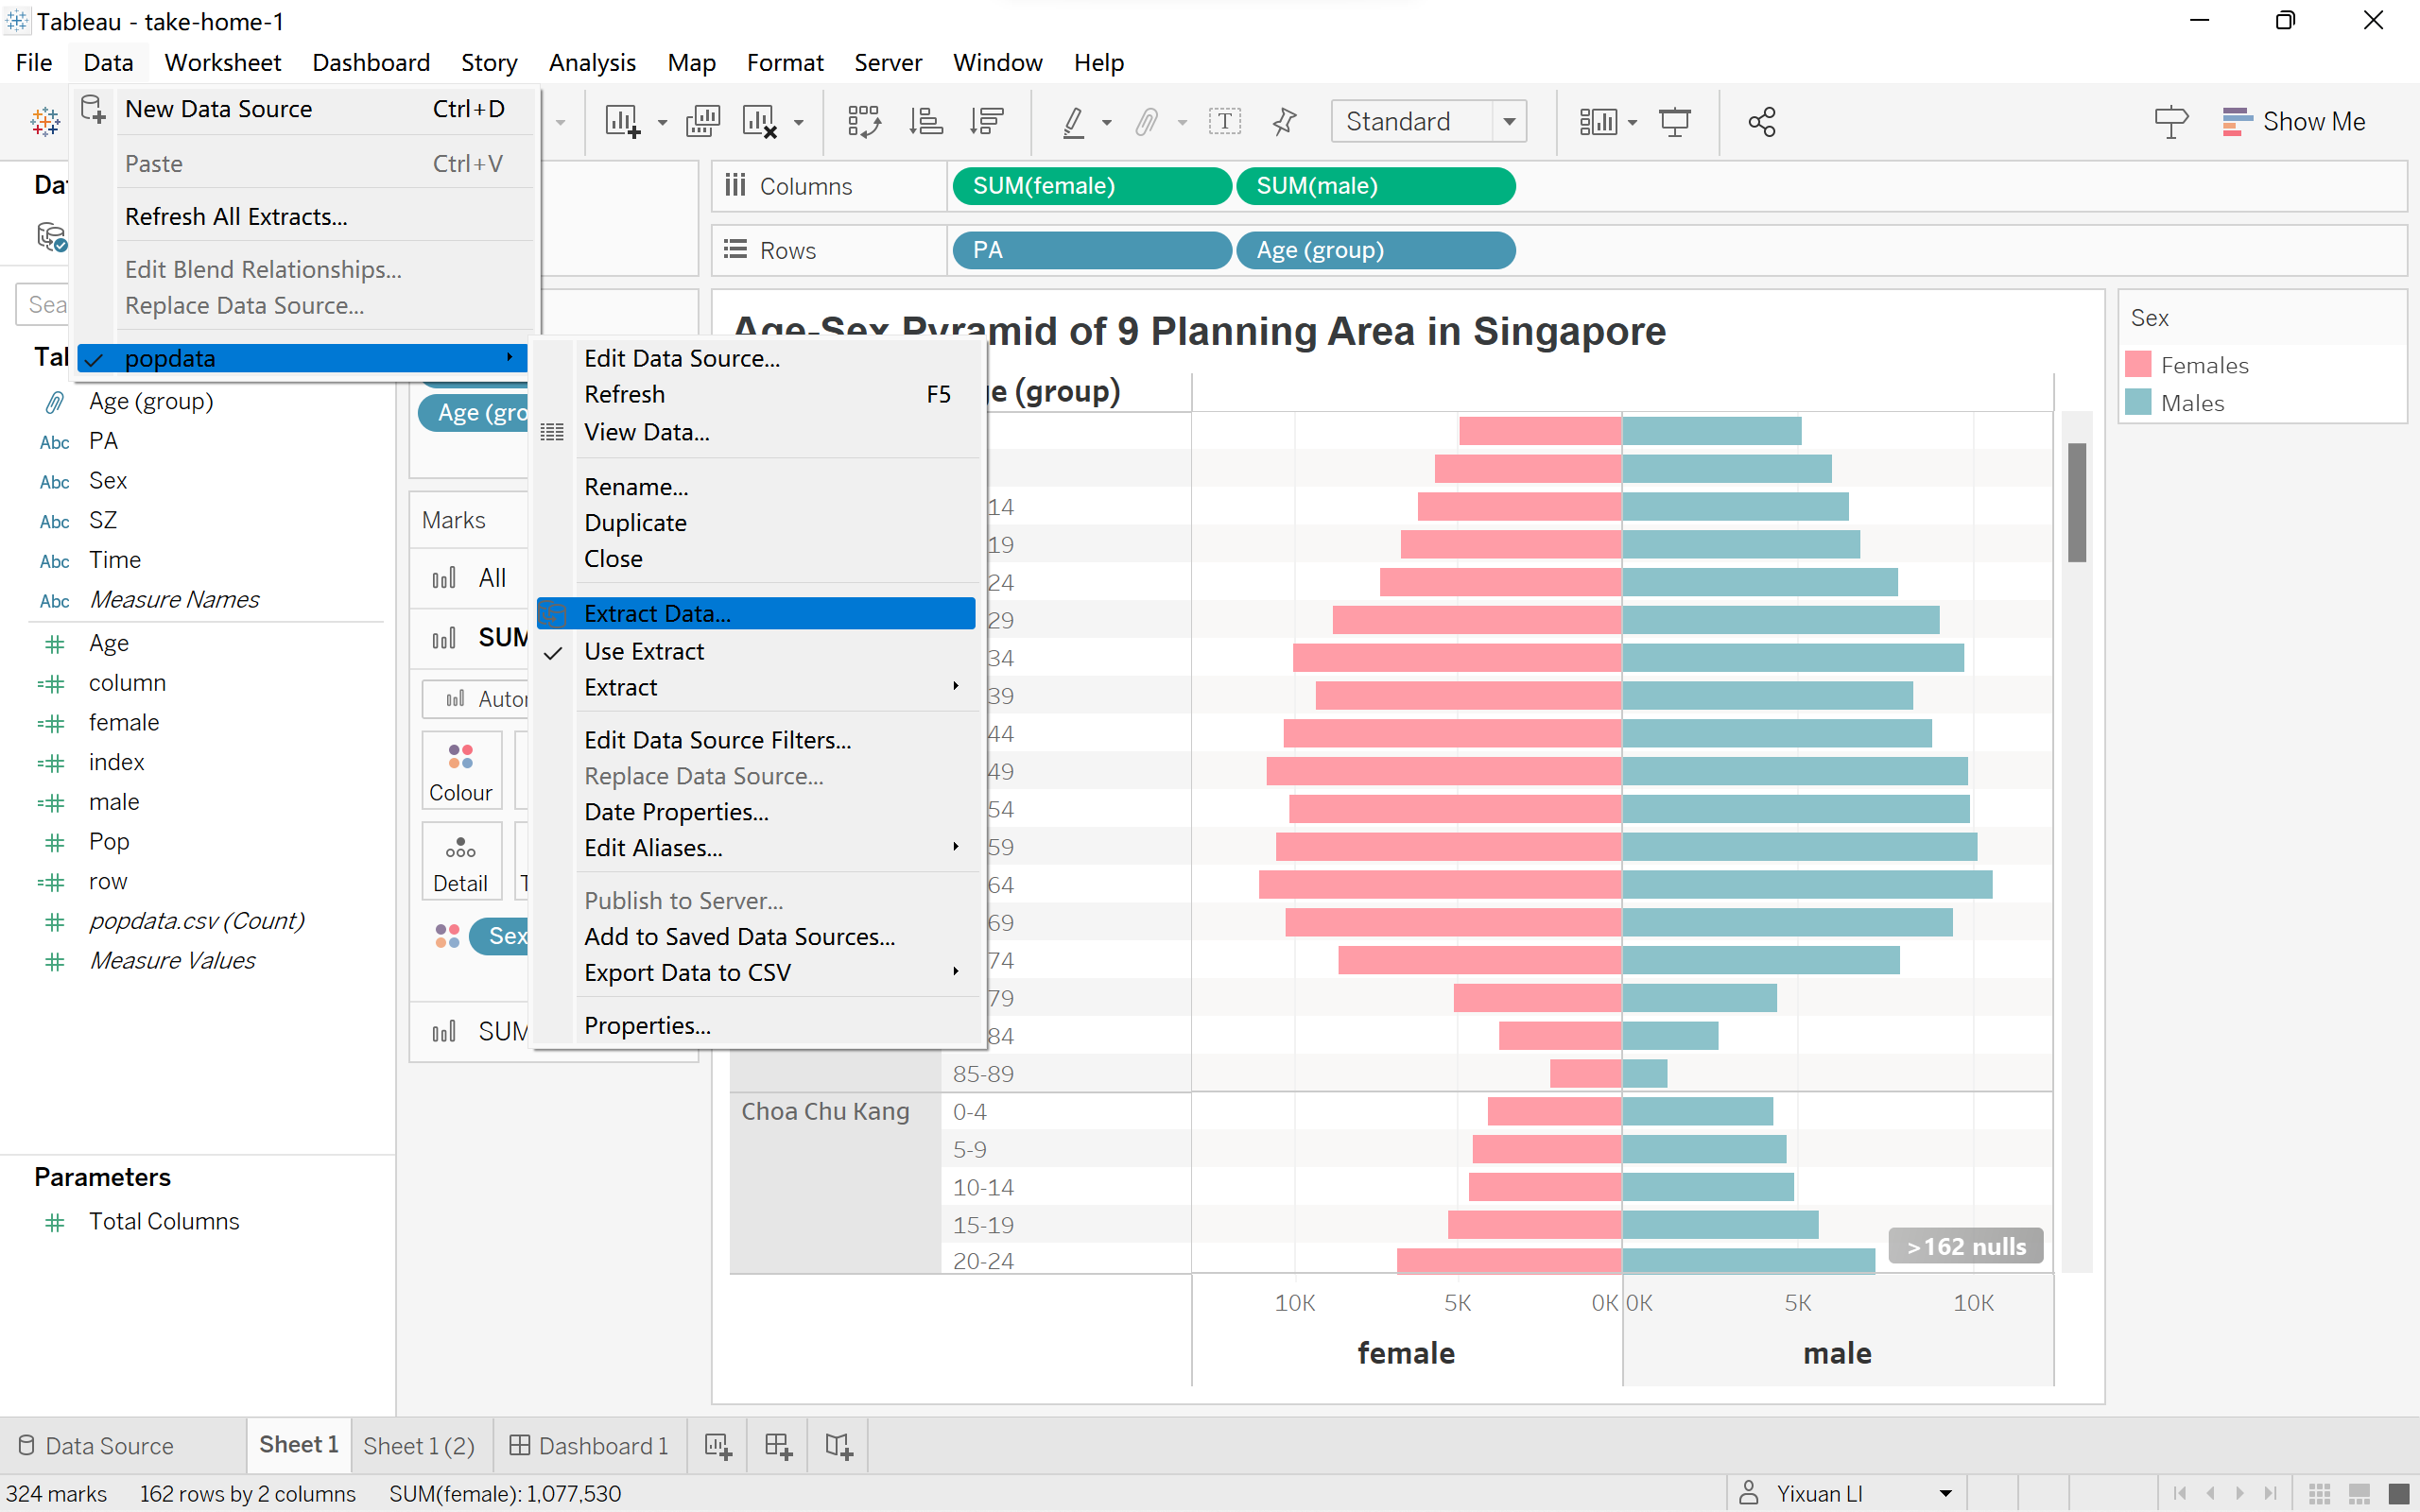 Tableau - take-home-1
File Data Worksheet Dashboard Story Analysis Map Format Server Window Help
New Data Source Ctrl+D
Paste Ctrl+V
Refresh All Extracts...
Edit Blend Relationships...
Replace Data Source...
popdata
Standard
Show Me
Columns SUM(female) SUM(male)
Rows PA Age (group)
Age (group)
Abc PA
Abc Sex
Abc SZ
Abc Time
Abc Measure Names
Age
column
female
index
male
Pop
row
popdata.csv (Count)
Measure Values
Parameters
Total Columns
Marks
All
Colour
Detail
Edit Data Source...
Refresh F5
View Data...
Rename...
Duplicate
Close
Extract Data...
Use Extract
Extract
Edit Data Source Filters...
Replace Data Source...
Date Properties...
Edit Aliases...
Publish to Server...
Add to Saved Data Sources...
Export Data to CSV
Properties...
Age-Sex Pyramid of 9 Planning Area in Singapore
(group)
14
19
24
29
34
39
44
49
54
59
64
69
74
79
84
85-89
Choa Chu Kang 0-4
5-9
10-14
15-19
20-24
>162 nulls
10K 5K 0K 0K 5K 10K
female male
Sex
Females
Males
Data Source Sheet 1 Sheet 1 (2) Dashboard 1
324 marks 162 rows by 2 columns SUM(female): 1,077,530
Yixuan LI